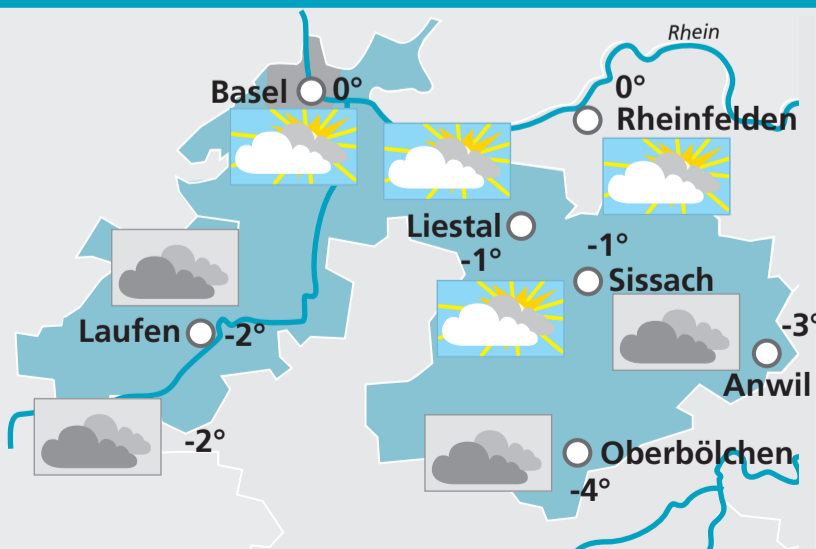 Rhein
Basel 0°
0°
Rheinfelden
Liestal
-1°
-1°
Sissach
Laufen -2°
-3°
Anwil
-2°
Oberbölchen
-4°